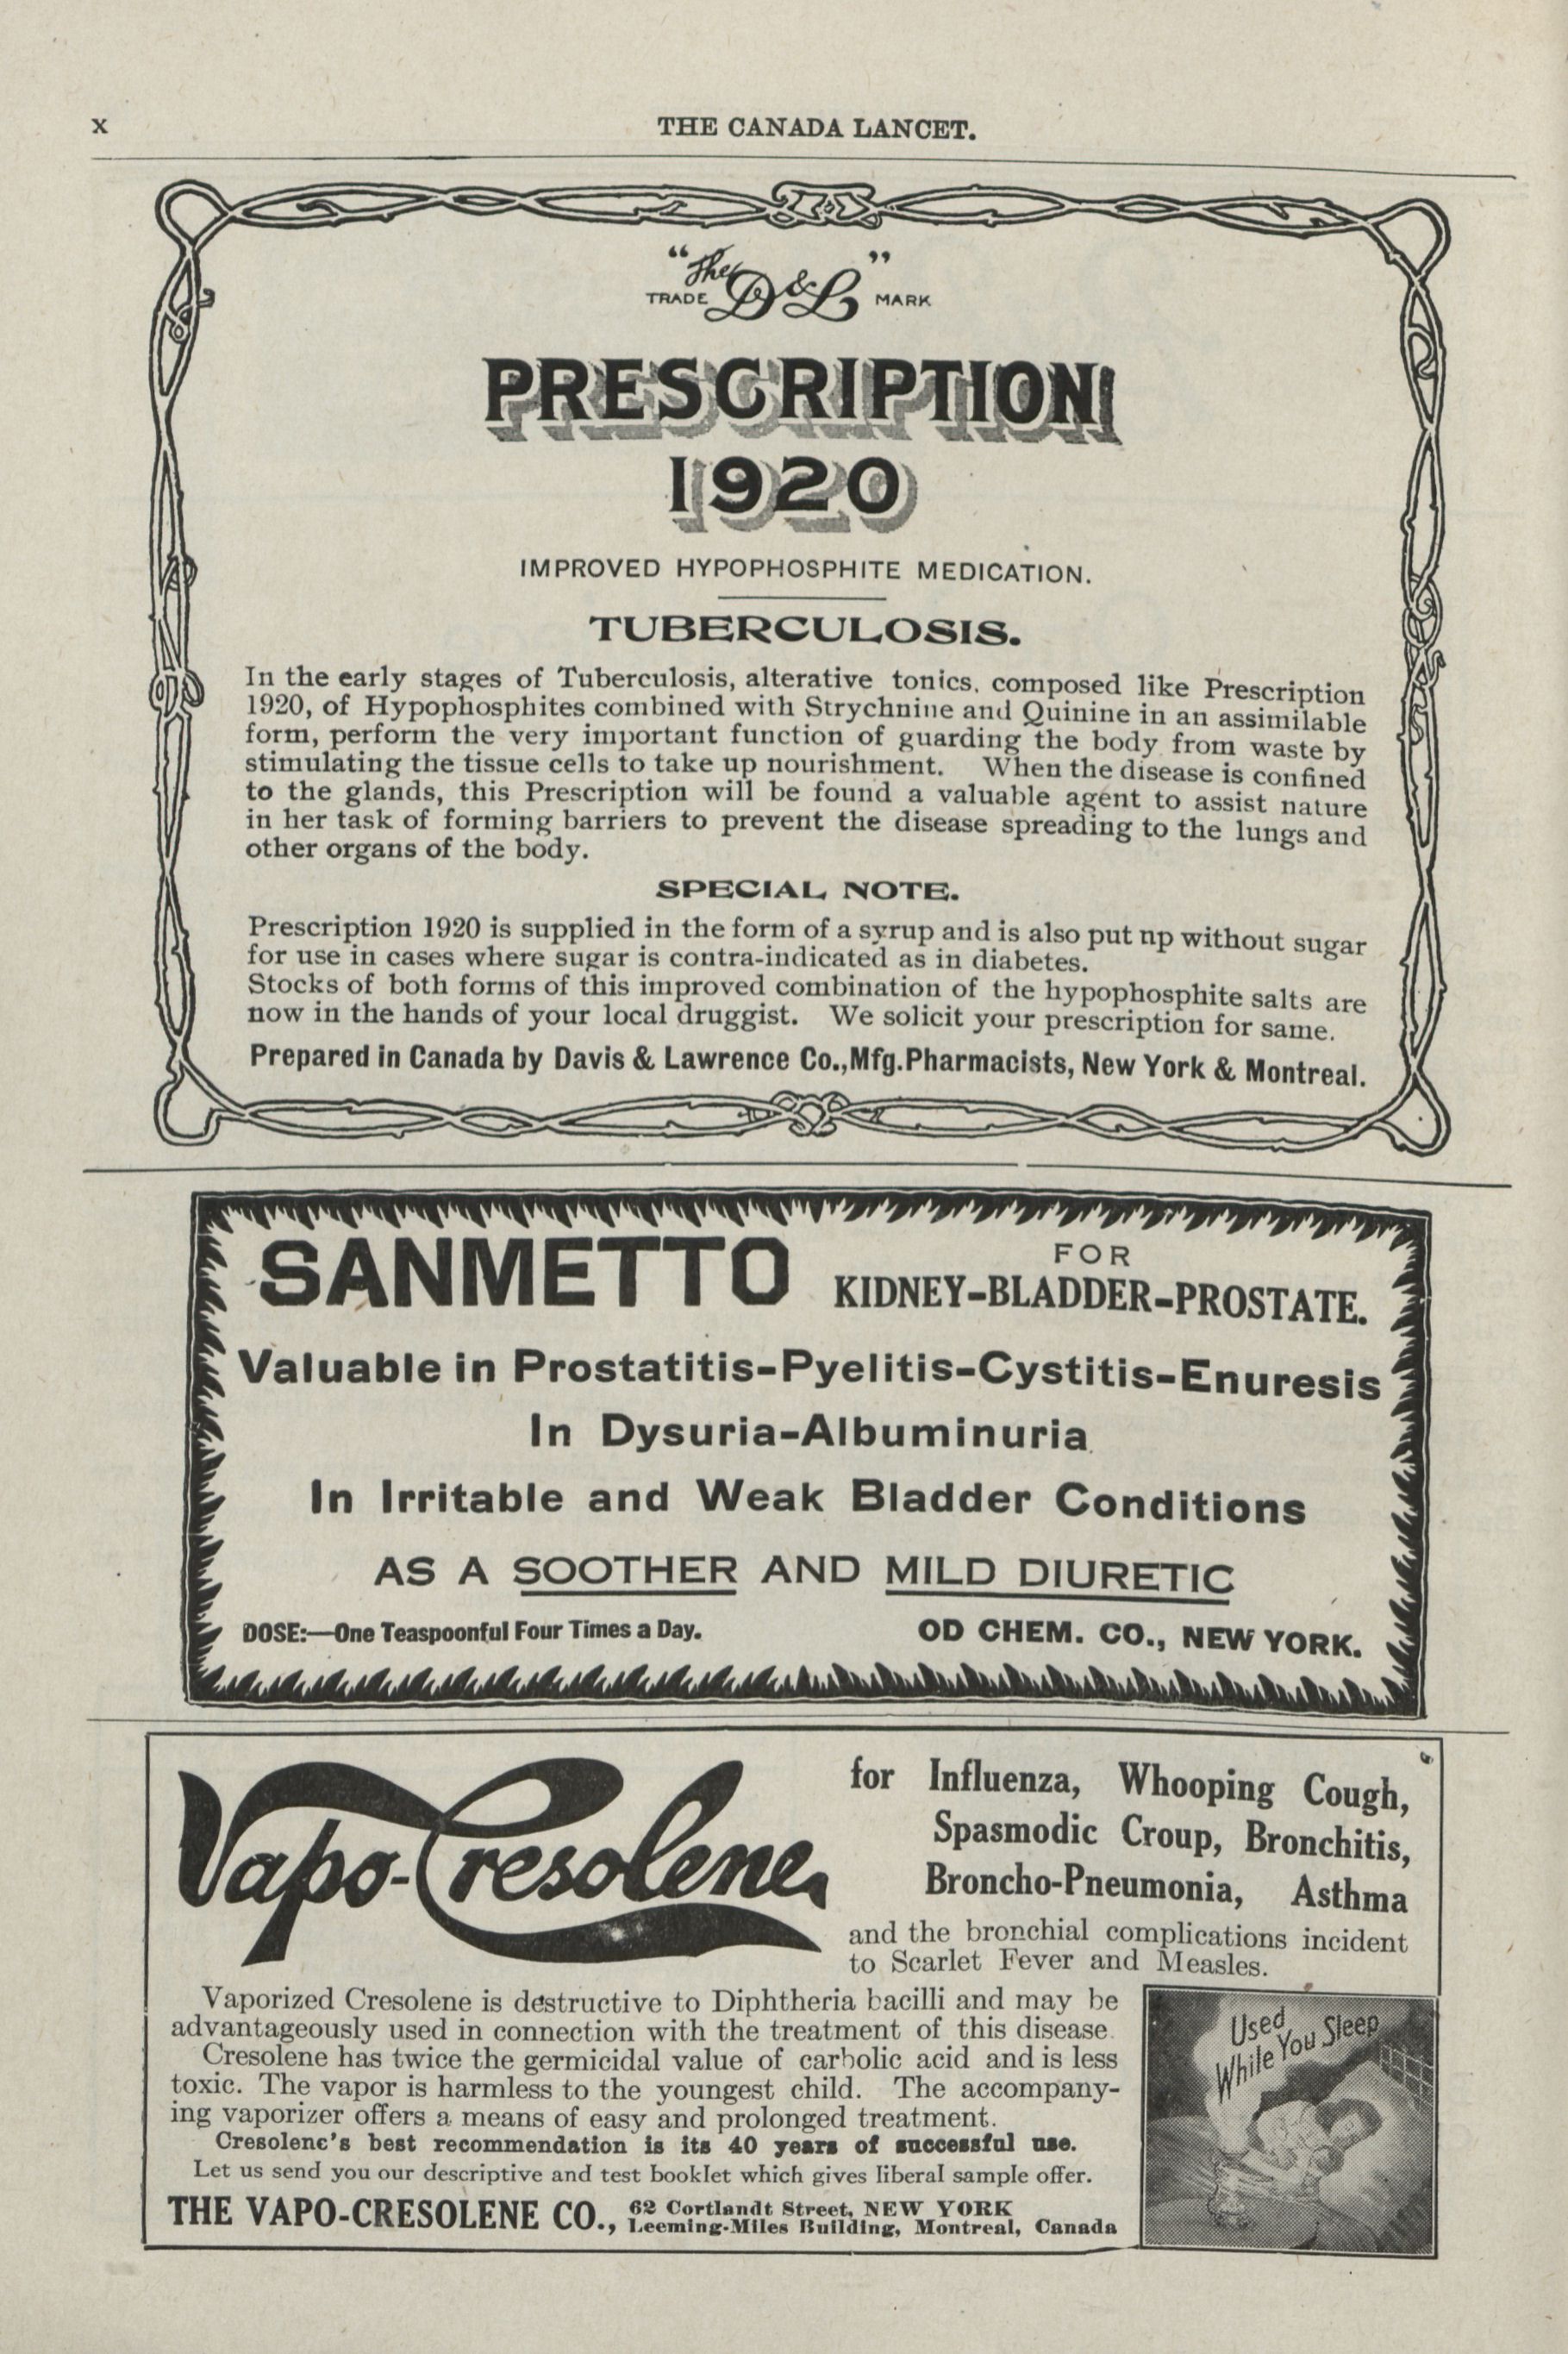 x
THE CANADA LANCET.
"The D & L"
TRADE MARK
PRESCRIPTION
1920
IMPROVED HYPOPHOSPHITE MEDICATION.
TUBERCULOSIS.
In the early stages of Tuberculosis, alterative tonics, composed like Prescription
1920, of Hypophosphites combined with Strychnine and Quinine in an assimilable
form, perform the very important function of guarding the body from waste by
stimulating the tissue cells to take up nourishment. When the disease is confined
to the glands, this Prescription will be found a valuable agent to assist nature
in her task of forming barriers to prevent the disease spreading to the lungs and
other organs of the body.
SPECIAL NOTE.
Prescription 1920 is supplied in the form of a syrup and is also put np without sugar
for use in cases where sugar is contra-indicated as in diabetes.
Stocks of both forms of this improved combination of the hypophosphite salts are
now in the hands of your local druggist. We solicit your prescription for same.
Prepared in Canada by Davis & Lawrence Co.,Mfg.Pharmacists, New York & Montreal.
SANMETTO
FOR
KIDNEY-BLADDER-PROSTATE.
Valuable in Prostatitis-Pyelitis-Cystitis-Enuresis
In Dysuria-Albuminuria
In Irritable and Weak Bladder Conditions
AS A SOOTHER AND MILD DIURETIC
DOSE:—One Teaspoonful Four Times a Day.
OD CHEM. CO., NEW YORK.
Vapo-Cresolene
for Influenza, Whooping Cough,
Spasmodic Croup, Bronchitis,
Broncho-Pneumonia, Asthma
and the bronchial complications incident
to Scarlet Fever and Measles.
Vaporized Cresolene is destructive to Diphtheria bacilli and may be
advantageously used in connection with the treatment of this disease.
Cresolene has twice the germicidal value of carbolic acid and is less
toxic. The vapor is harmless to the youngest child. The accompany-
ing vaporizer offers a means of easy and prolonged treatment.
Cresolene's best recommendation is its 40 years of successful use.
Let us send you our descriptive and test booklet which gives liberal sample offer.
THE VAPO-CRESOLENE CO., 62 Cortlandt Street, NEW YORK
Leeming-Miles Building, Montreal, Canada
Used
While You Sleep